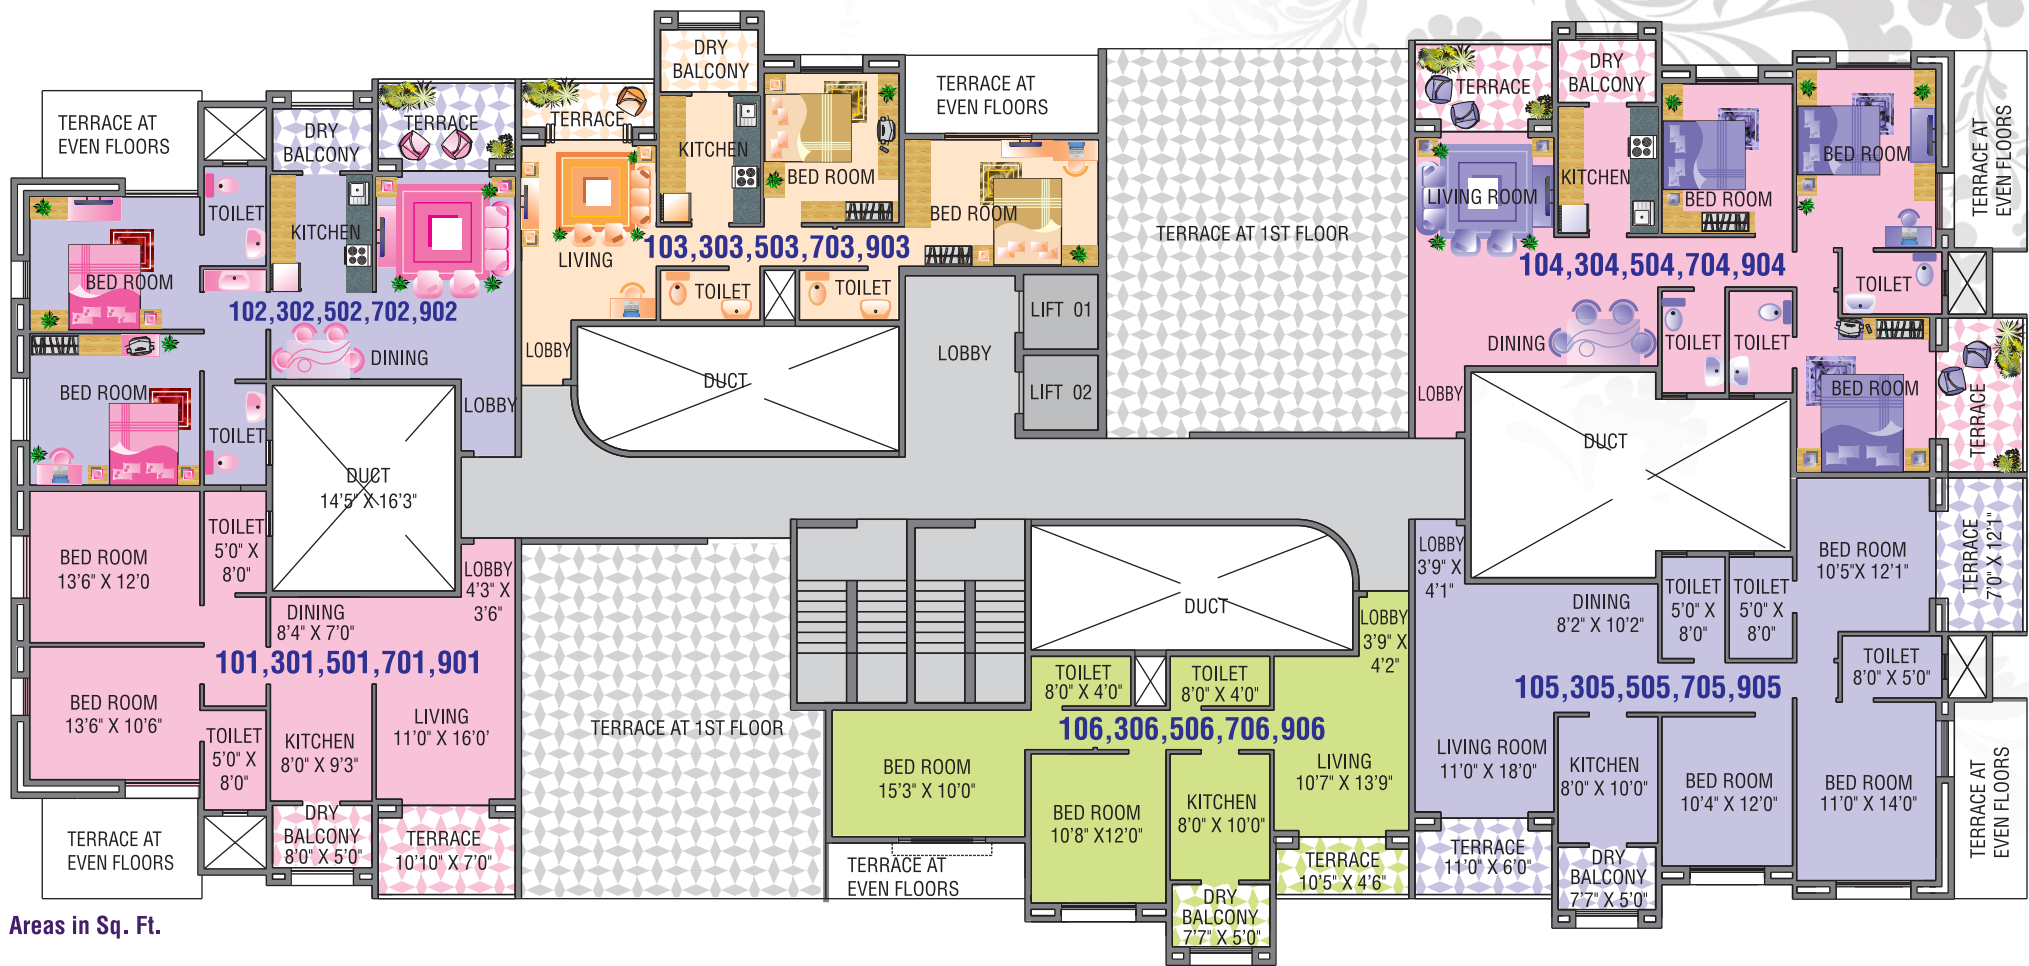 TERRACE AT
EVEN FLOORS
DRY
BALCONY
TERRACE
TOILET
KITCHEN
BED ROOM
102,302,502,702,902
DINING
BED ROOM
TOILET
LOBBY
DUCT
14'5" X 16'3"
TERRACE
DRY
BALCONY
KITCHEN
BED ROOM
TERRACE AT
EVEN FLOORS
BED ROOM
103,303,503,703,903
LIVING
TOILET
TOILET
LOBBY
DUCT
LOBBY
LIFT 01
LIFT 02
TERRACE AT 1ST FLOOR
TERRACE
DRY
BALCONY
LIVING ROOM
KITCHEN
BED ROOM
BED ROOM
TERRACE AT
EVEN FLOORS
104,304,504,704,904
TOILET
DINING
TOILET
TOILET
LOBBY
BED ROOM
TERRACE
DUCT
BED ROOM
13'6" X 12'0
TOILET
5'0" X
8'0"
LOBBY
4'3" X
3'6"
DINING
8'4" X 7'0"
101,301,501,701,901
BED ROOM
13'6" X 10'6"
TOILET
5'0" X
8'0"
KITCHEN
8'0" X 9'3"
LIVING
11'0" X 16'0'
TERRACE AT
EVEN FLOORS
DRY
BALCONY
8'0" X 5'0"
TERRACE
10'10" X 7'0"
TERRACE AT 1ST FLOOR
DUCT
LOBBY
3'9" X
4'2"
TOILET
8'0" X 4'0"
TOILET
8'0" X 4'0"
106,306,506,706,906
BED ROOM
15'3" X 10'0"
BED ROOM
10'8" X12'0"
KITCHEN
8'0" X 10'0"
LIVING
10'7" X 13'9"
TERRACE AT
EVEN FLOORS
DRY
BALCONY
7'7" X 5'0"
TERRACE
10'5" X 4'6"
LOBBY
3'9" X
4'1"
DINING
8'2" X 10'2"
TOILET
5'0" X
8'0"
TOILET
5'0" X
8'0"
BED ROOM
10'5"X 12'1"
TERRACE
7'0" X 12'1"
TOILET
8'0" X 5'0"
105,305,505,705,905
LIVING ROOM
11'0" X 18'0"
KITCHEN
8'0" X 10'0"
BED ROOM
10'4" X 12'0"
BED ROOM
11'0" X 14'0"
TERRACE AT
EVEN FLOORS
TERRACE
11'0" X 6'0"
DRY
BALCONY
7'7" X 5'0"
Areas in Sq. Ft.